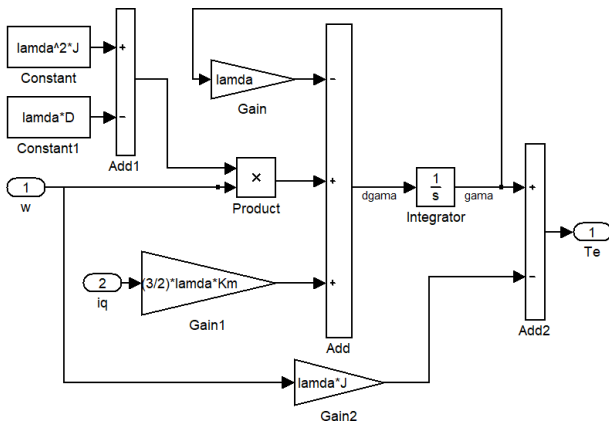 lamda^2*J
+
Constant
lamda*D
−
Constant1
Add1
lamda
Gain
−
1
w
×
Product
+
dgama
1
s
Integrator
gama
+
1
Te
2
iq
(3/2)*lamda*Km
Gain1
+
Add
−
Add2
lamda*J
Gain2